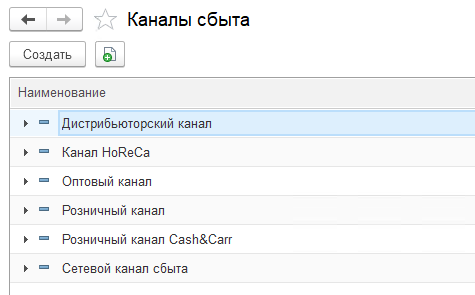 Каналы сбыта
Создать
Наименование
Дистрибьюторский канал
Канал HoReCa
Оптовый канал
Розничный канал
Розничный канал Cash&Carr
Сетевой канал сбыта